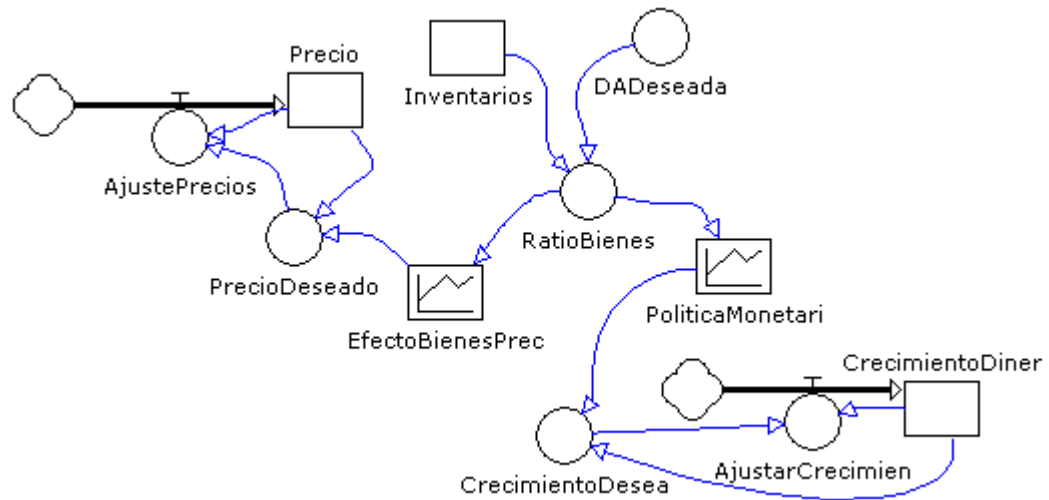 Precio
Inventarios
DADeseada
AjustePrecios
RatioBienes
PrecioDeseado
EfectoBienesPrec
PoliticaMonetari
CrecimientoDiner
CrecimientoDesea
AjustarCrecimien